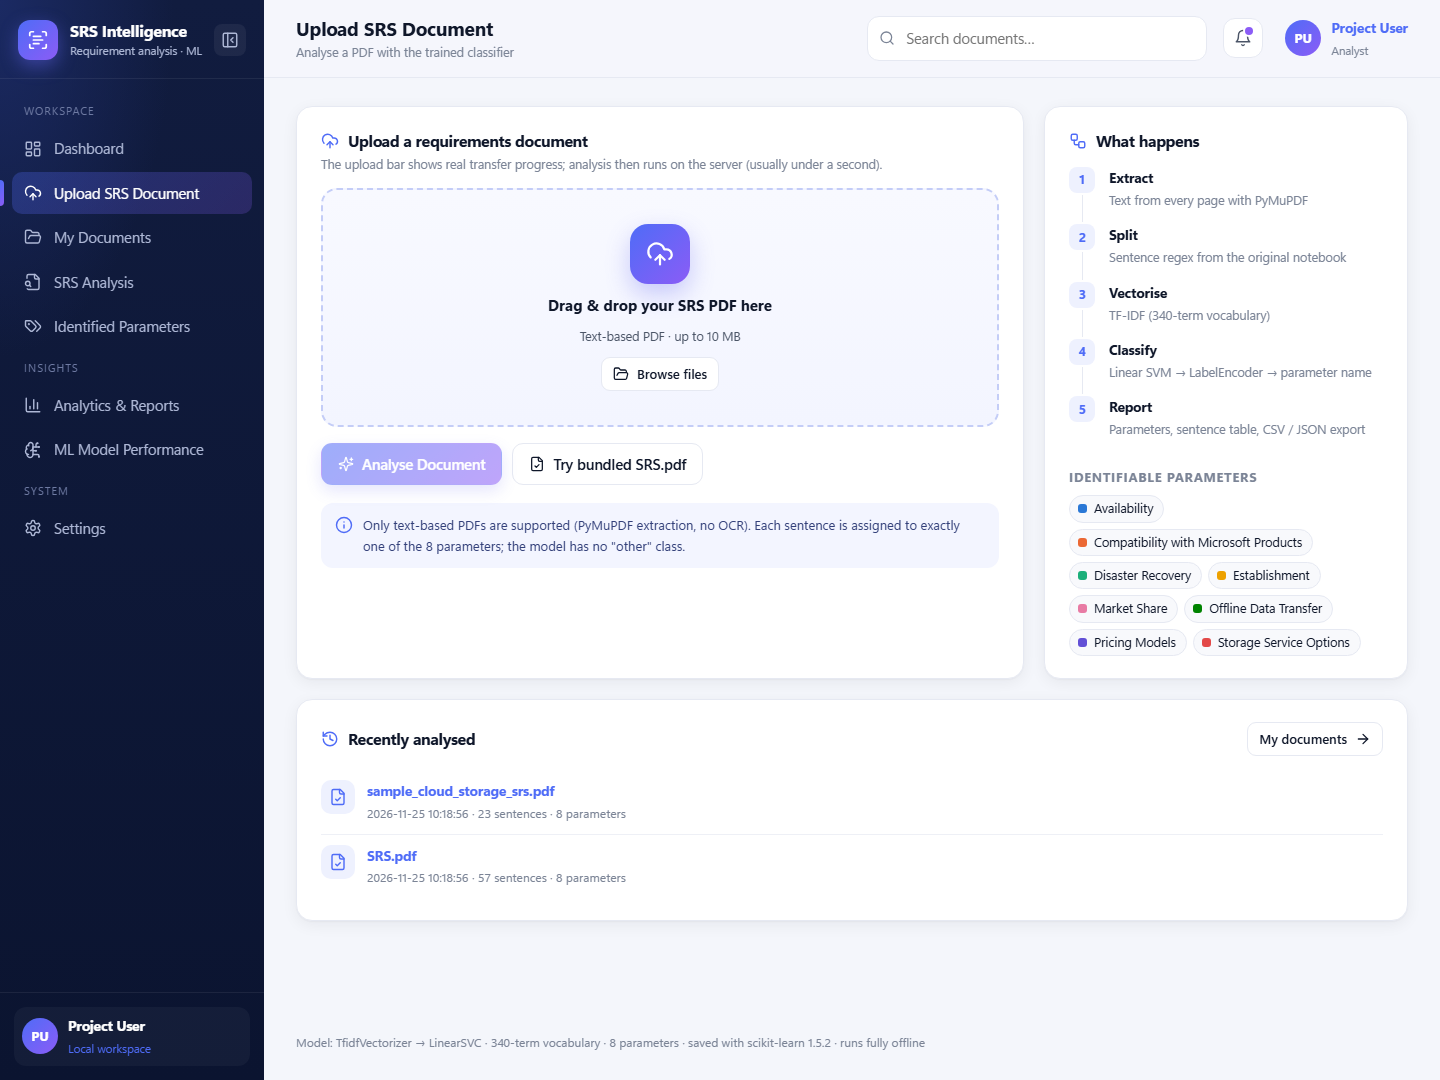 SRS Intelligence
Requirement analysis · ML
WORKSPACE
Dashboard
Upload SRS Document
My Documents
SRS Analysis
Identified Parameters
INSIGHTS
Analytics & Reports
ML Model Performance
SYSTEM
Settings
PU
Project User
Local workspace
Upload SRS Document
Analyse a PDF with the trained classifier
Search documents...
PU
Project User
Analyst
Upload a requirements document
The upload bar shows real transfer progress; analysis then runs on the server (usually under a second).
Drag & drop your SRS PDF here
Text-based PDF · up to 10 MB
Browse files
Analyse Document
Try bundled SRS.pdf
Only text-based PDFs are supported (PyMuPDF extraction, no OCR). Each sentence is assigned to exactly
one of the 8 parameters; the model has no "other" class.
What happens
1
Extract
Text from every page with PyMuPDF
2
Split
Sentence regex from the original notebook
3
Vectorise
TF-IDF (340-term vocabulary)
4
Classify
Linear SVM → LabelEncoder → parameter name
5
Report
Parameters, sentence table, CSV / JSON export
IDENTIFIABLE PARAMETERS
Availability
Compatibility with Microsoft Products
Disaster Recovery
Establishment
Market Share
Offline Data Transfer
Pricing Models
Storage Service Options
Recently analysed
My documents →
sample_cloud_storage_srs.pdf
2026-11-25 10:18:56 · 23 sentences · 8 parameters
SRS.pdf
2026-11-25 10:18:56 · 57 sentences · 8 parameters
Model: TfidfVectorizer → LinearSVC · 340-term vocabulary · 8 parameters · saved with scikit-learn 1.5.2 · runs fully offline